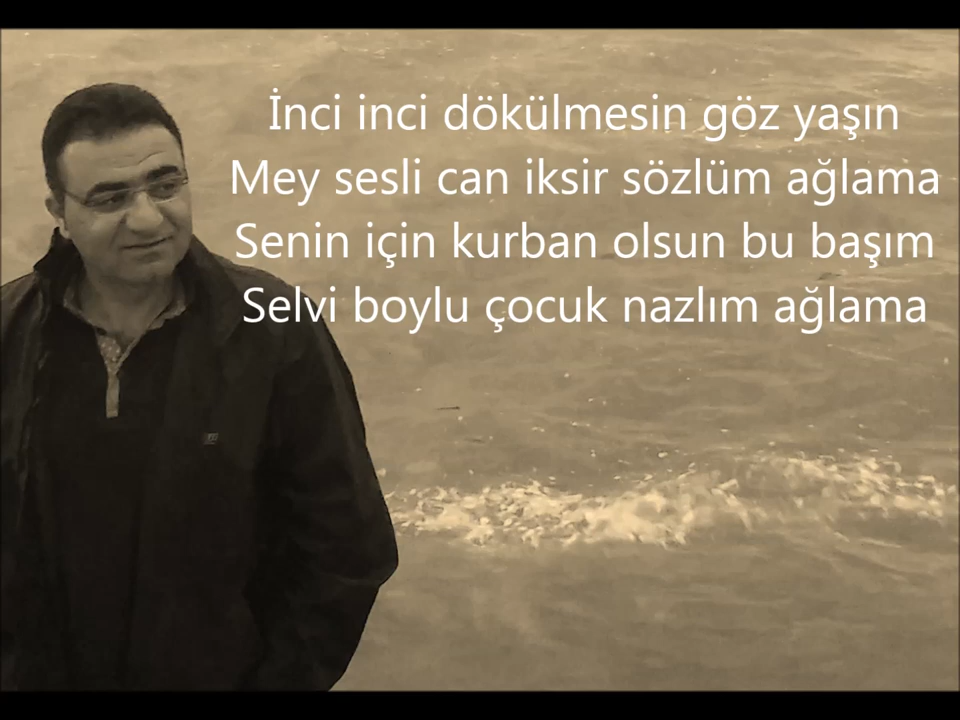 İnci inci dökülmesin göz yaşın
Mey sesli can iksir sözlüm ağlama
Senin için kurban olsun bu başım
Selvi boylu çocuk nazlım ağlama